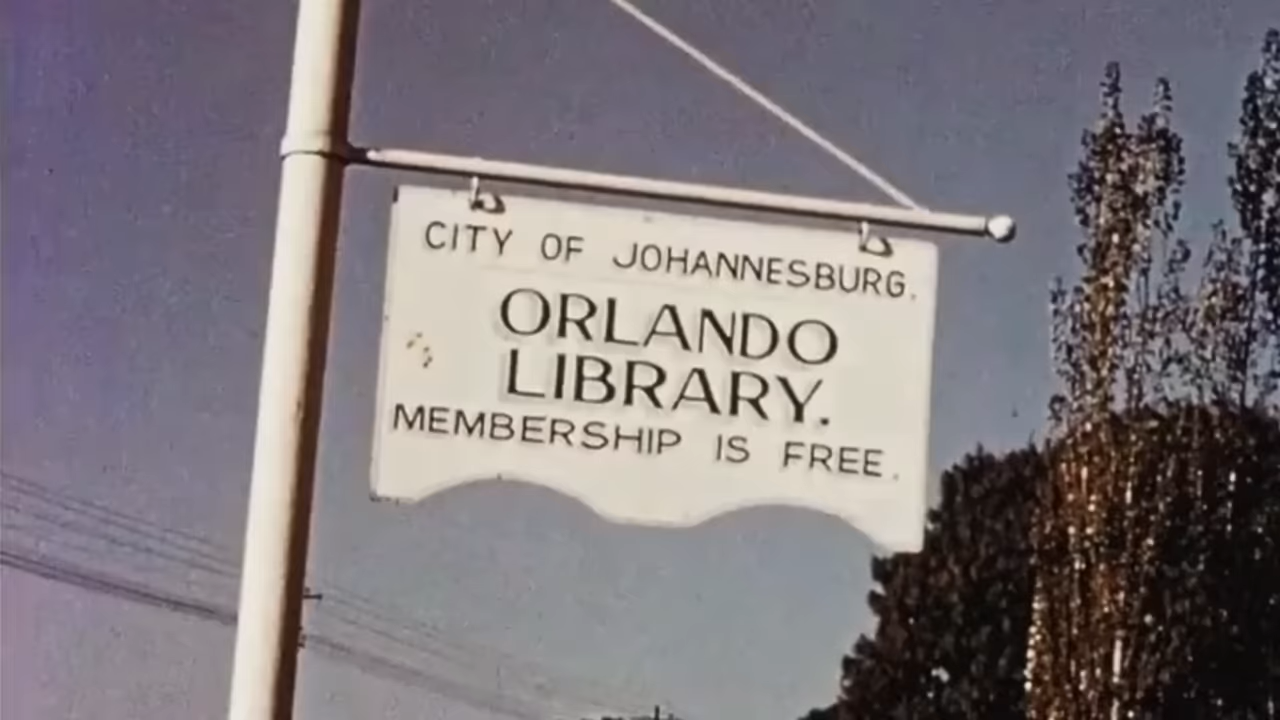 CITY OF JOHANNESBURG.
ORLANDO
LIBRARY.
MEMBERSHIP IS FREE.